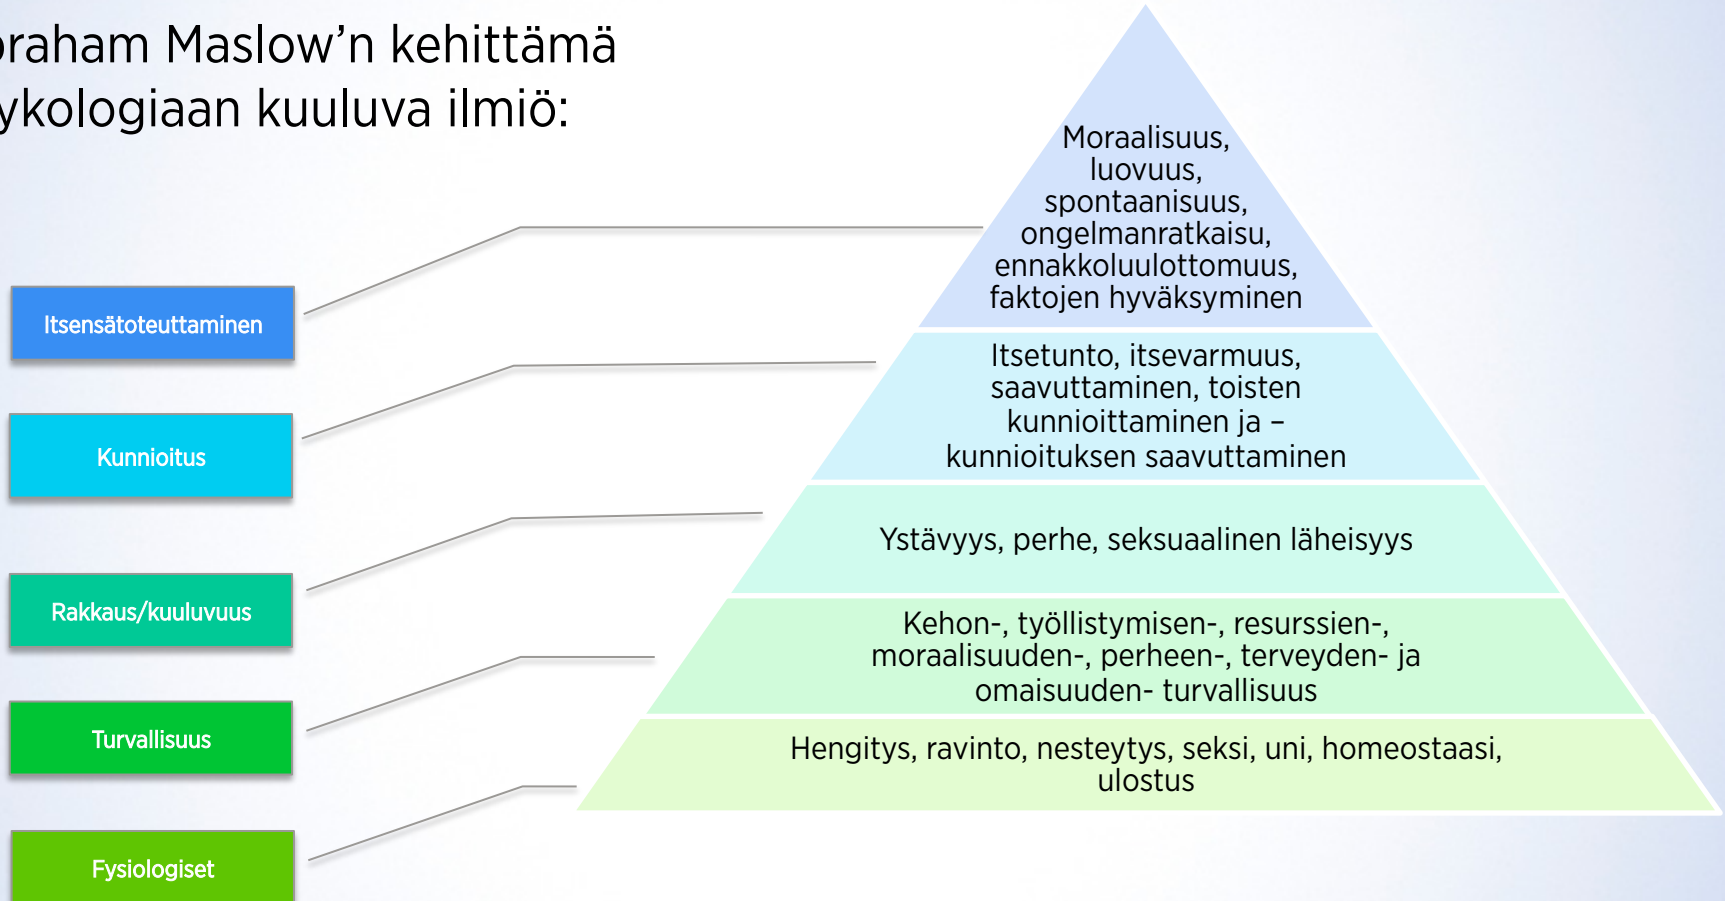 braham Maslow’n kehittämä
ykologiaan kuuluva ilmiö:
Moraalisuus,
luovuus,
spontaanisuus,
ongelmanratkaisu,
ennakkoluulottomuus,
faktojen hyväksyminen
Itsensätoteuttaminen
Itsetunto, itsevarmuus,
saavuttaminen, toisten
kunnioittaminen ja –
kunnioituksen saavuttaminen
Kunnioitus
Ystävyys, perhe, seksuaalinen läheisyys
Rakkaus/kuuluvuus
Kehon-, työllistymisen-, resurssien-,
moraalisuuden-, perheen-, terveyden- ja
omaisuuden- turvallisuus
Turvallisuus
Hengitys, ravinto, nesteytys, seksi, uni, homeostaasi,
ulostus
Fysiologiset